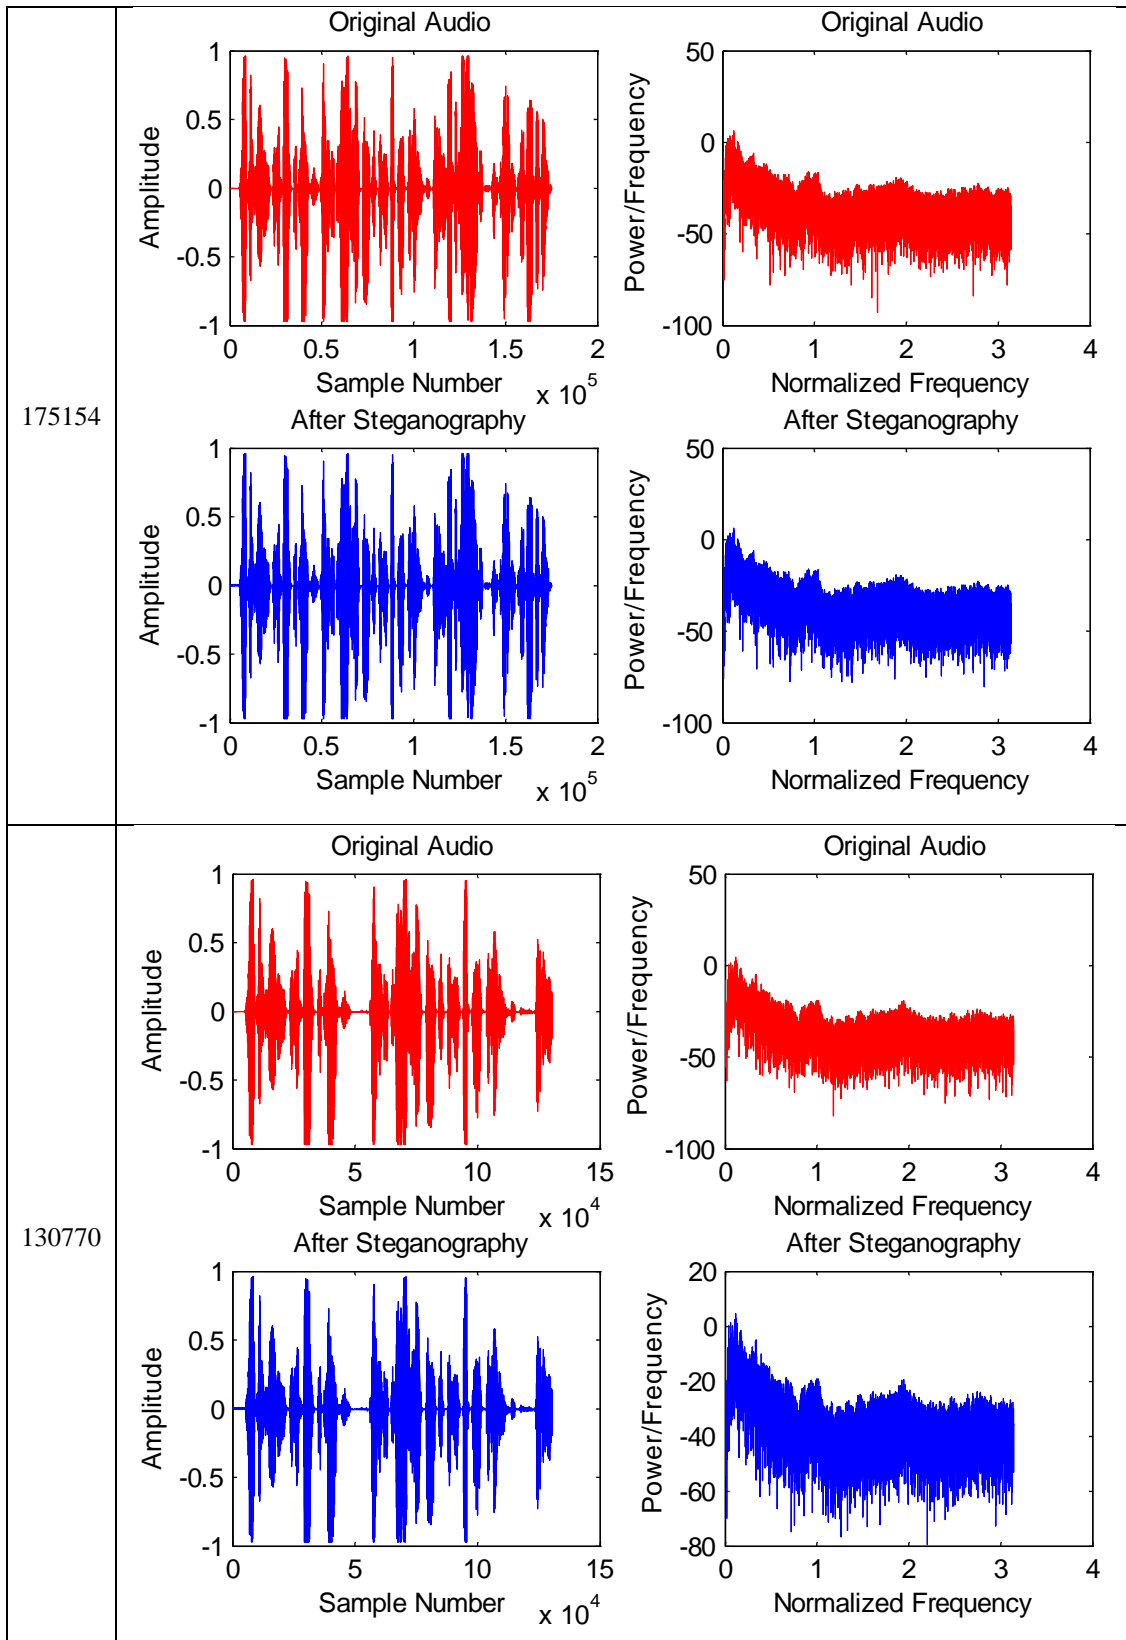 175154
Original Audio
1
0.5
0
-0.5
-1
Amplitude
0 0.5 1 1.5 2
Sample Number
x 10^5
Original Audio
50
0
-50
-100
Power/Frequency
0 1 2 3 4
Normalized Frequency
After Steganography
1
0.5
0
-0.5
-1
Amplitude
0 0.5 1 1.5 2
Sample Number
x 10^5
After Steganography
50
0
-50
-100
Power/Frequency
0 1 2 3 4
Normalized Frequency
130770
Original Audio
1
0.5
0
-0.5
-1
Amplitude
0 5 10 15
Sample Number
x 10^4
Original Audio
50
0
-50
-100
Power/Frequency
0 1 2 3 4
Normalized Frequency
After Steganography
1
0.5
0
-0.5
-1
Amplitude
0 5 10 15
Sample Number
x 10^4
After Steganography
20
0
-20
-40
-60
-80
Power/Frequency
0 1 2 3 4
Normalized Frequency